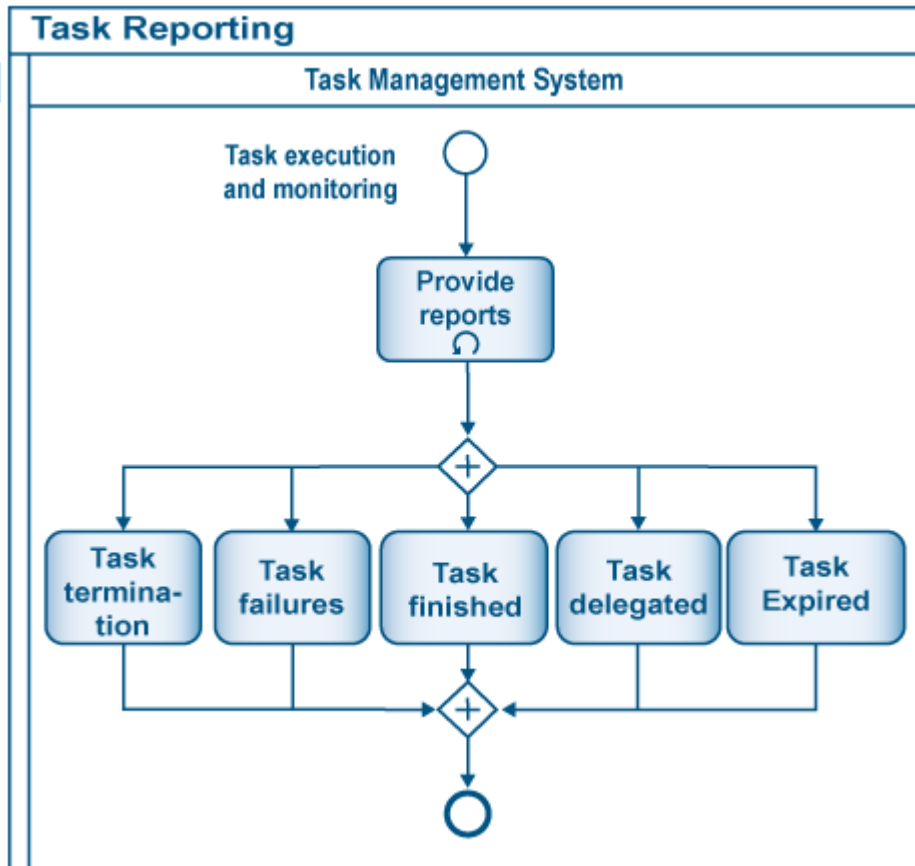 Task Reporting
Task Management System
Task execution
and monitoring
Provide
reports
Task
termina-
tion
Task
failures
Task
finished
Task
delegated
Task
Expired